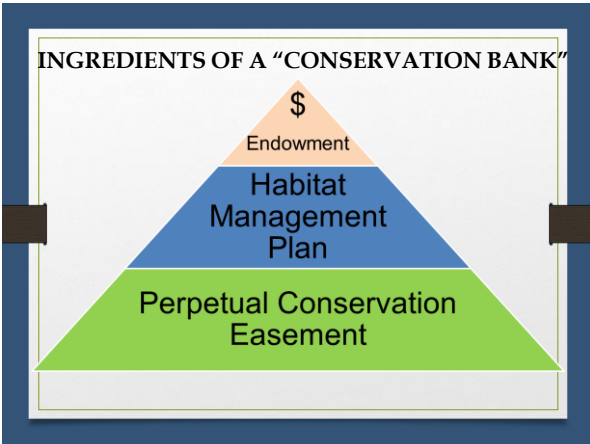 INGREDIENTS OF A “CONSERVATION BANK”
$
Endowment
Habitat
Management
Plan
Perpetual Conservation
Easement